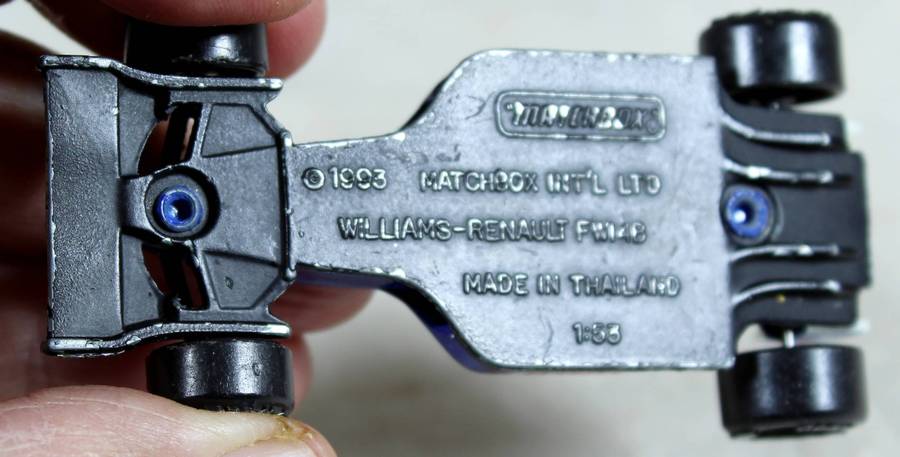 "MATCHBOX"
© 1993 MATCHBOX INT'L LTD
WILLIAMS-RENAULT FW14B
MADE IN THAILAND
1:55